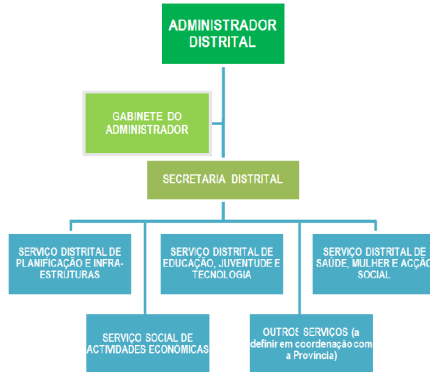 ADMINISTRADOR
DISTRITAL
GABINETE DO
ADMINISTRADOR
SECRETARIA DISTRITAL
SERVIÇO DISTRITAL DE
PLANIFICAÇÃO E INFRA-
ESTRUTURAS
SERVIÇO DISTRITAL DE
EDUCAÇÃO, JUVENTUDE E
TECNOLOGIA
SERVIÇO DISTRITAL DE
SAÚDE, MULHER E ACÇÃO
SOCIAL
SERVIÇO SOCIAL DE
ACTIVIDADES ECONÓMICAS
OUTROS SERVIÇOS (a
definir em coordenação com
a Província)